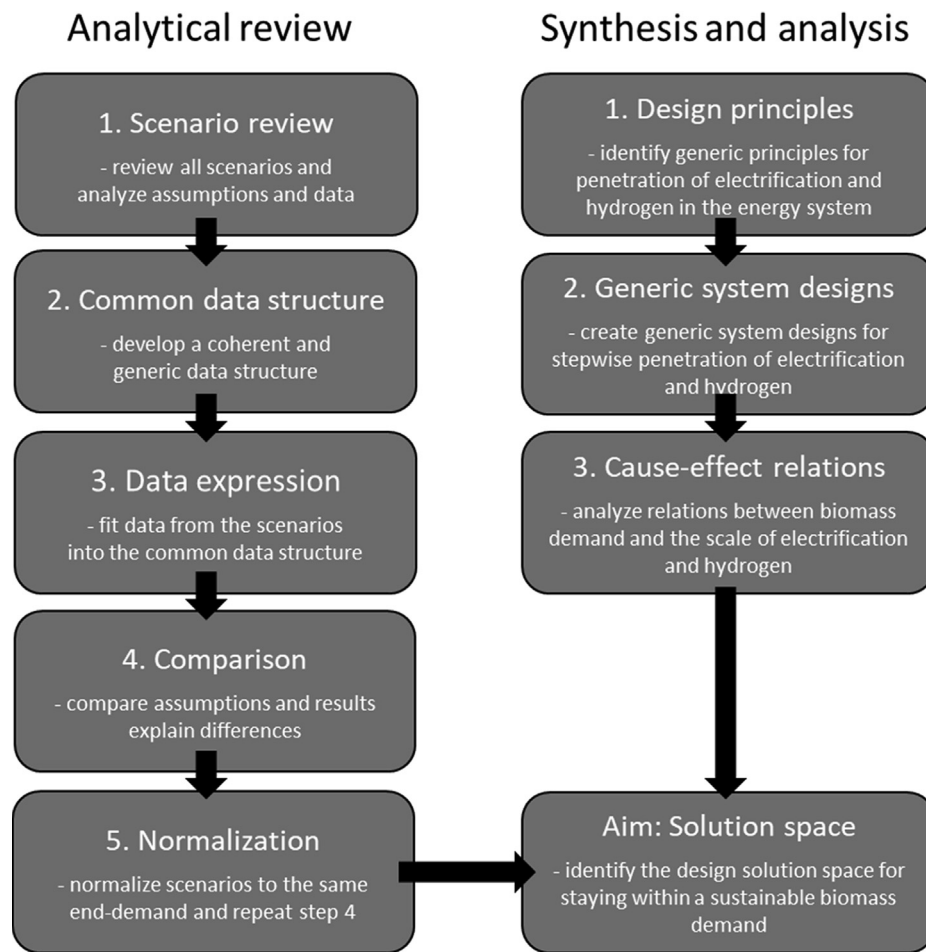 Analytical review
1. Scenario review
- review all scenarios and
analyze assumptions and data
2. Common data structure
- develop a coherent and
generic data structure
3. Data expression
- fit data from the scenarios
into the common data structure
4. Comparison
- compare assumptions and results
explain differences
5. Normalization
- normalize scenarios to the same
end-demand and repeat step 4
Synthesis and analysis
1. Design principles
- identify generic principles for
penetration of electrification and
hydrogen in the energy system
2. Generic system designs
- create generic system designs for
stepwise penetration of electrification
and hydrogen
3. Cause-effect relations
- analyze relations between biomass
demand and the scale of electrification
and hydrogen
Aim: Solution space
- identify the design solution space for
staying within a sustainable biomass
demand